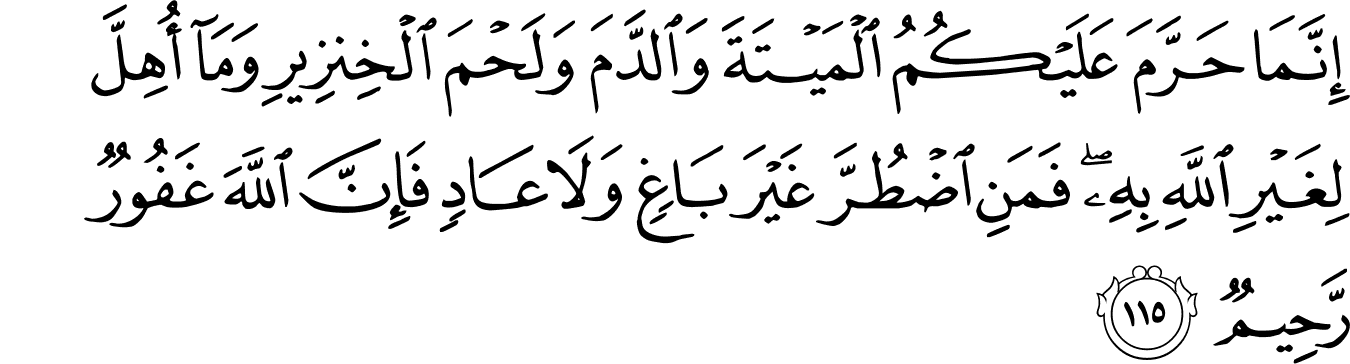 إِنَّمَا حَرَّمَ عَلَيْكُمُ ٱلْمَيْتَةَ وَٱلدَّمَ وَلَحْمَ ٱلْخِنزِيرِ وَمَآ أُهِلَّ
لِغَيْرِ ٱللَّهِ بِهِۦ ۖ فَمَنِ ٱضْطُرَّ غَيْرَ بَاغٍ وَلَا عَادٍ فَإِنَّ ٱللَّهَ غَفُورٌ
رَّحِيمٌ ١١٥